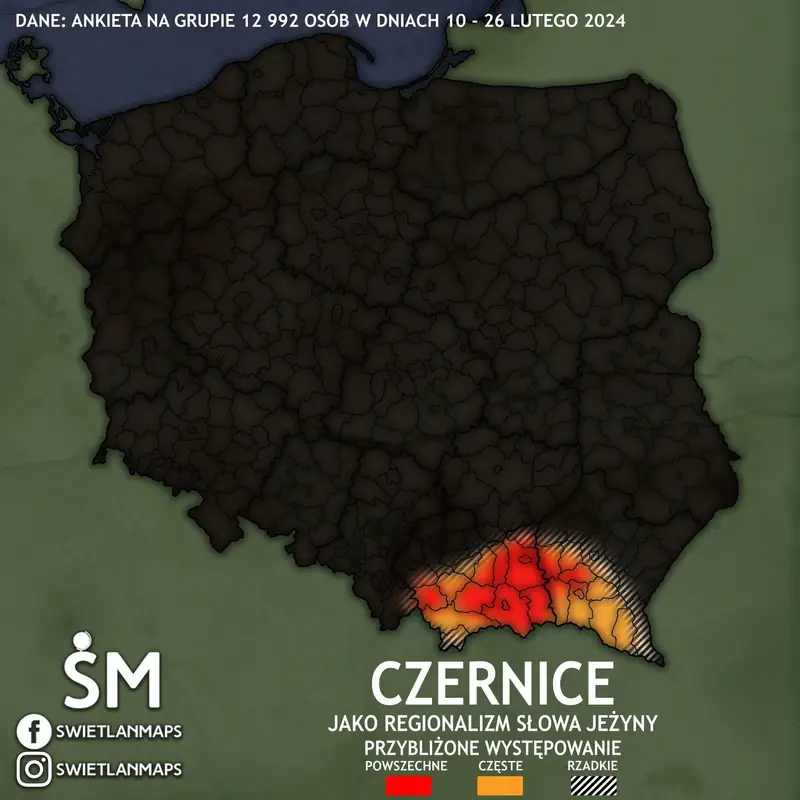 DANE: ANKIETA NA GRUPIE 12 992 OSÓB W DNIACH 10 - 26 LUTEGO 2024
ŚM
SWIETLANMAPS
SWIETLANMAPS
CZERNICE
JAKO REGIONALIZM SŁOWA JEŻYNY
PRZYBLIŻONE WYSTĘPOWANIE
POWSZECHNE CZĘSTE RZADKIE